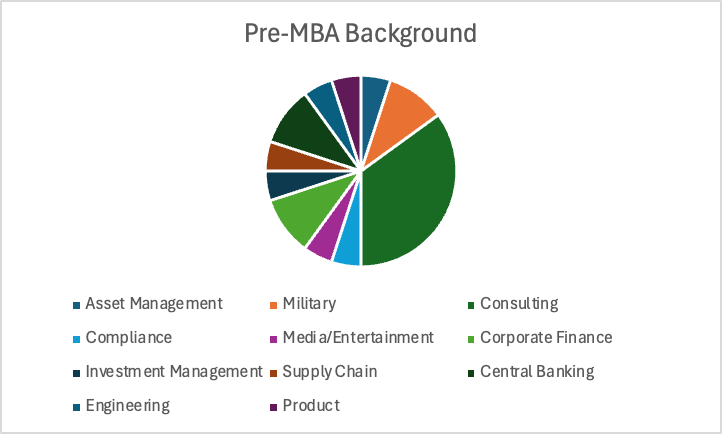 Pre-MBA Background
Asset Management Military Consulting
Compliance Media/Entertainment Corporate Finance
Investment Management Supply Chain Central Banking
Engineering Product